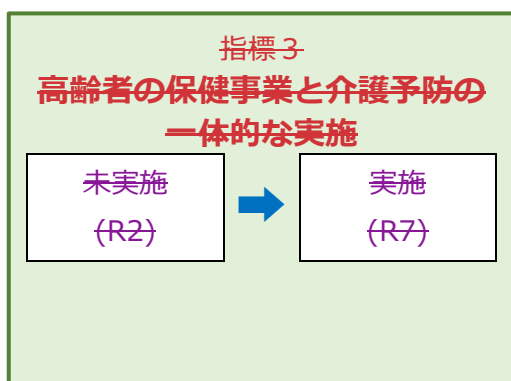 指標３
高齢者の保健事業と介護予防の
一体的な実施
未実施
(R2)
実施
(R7)